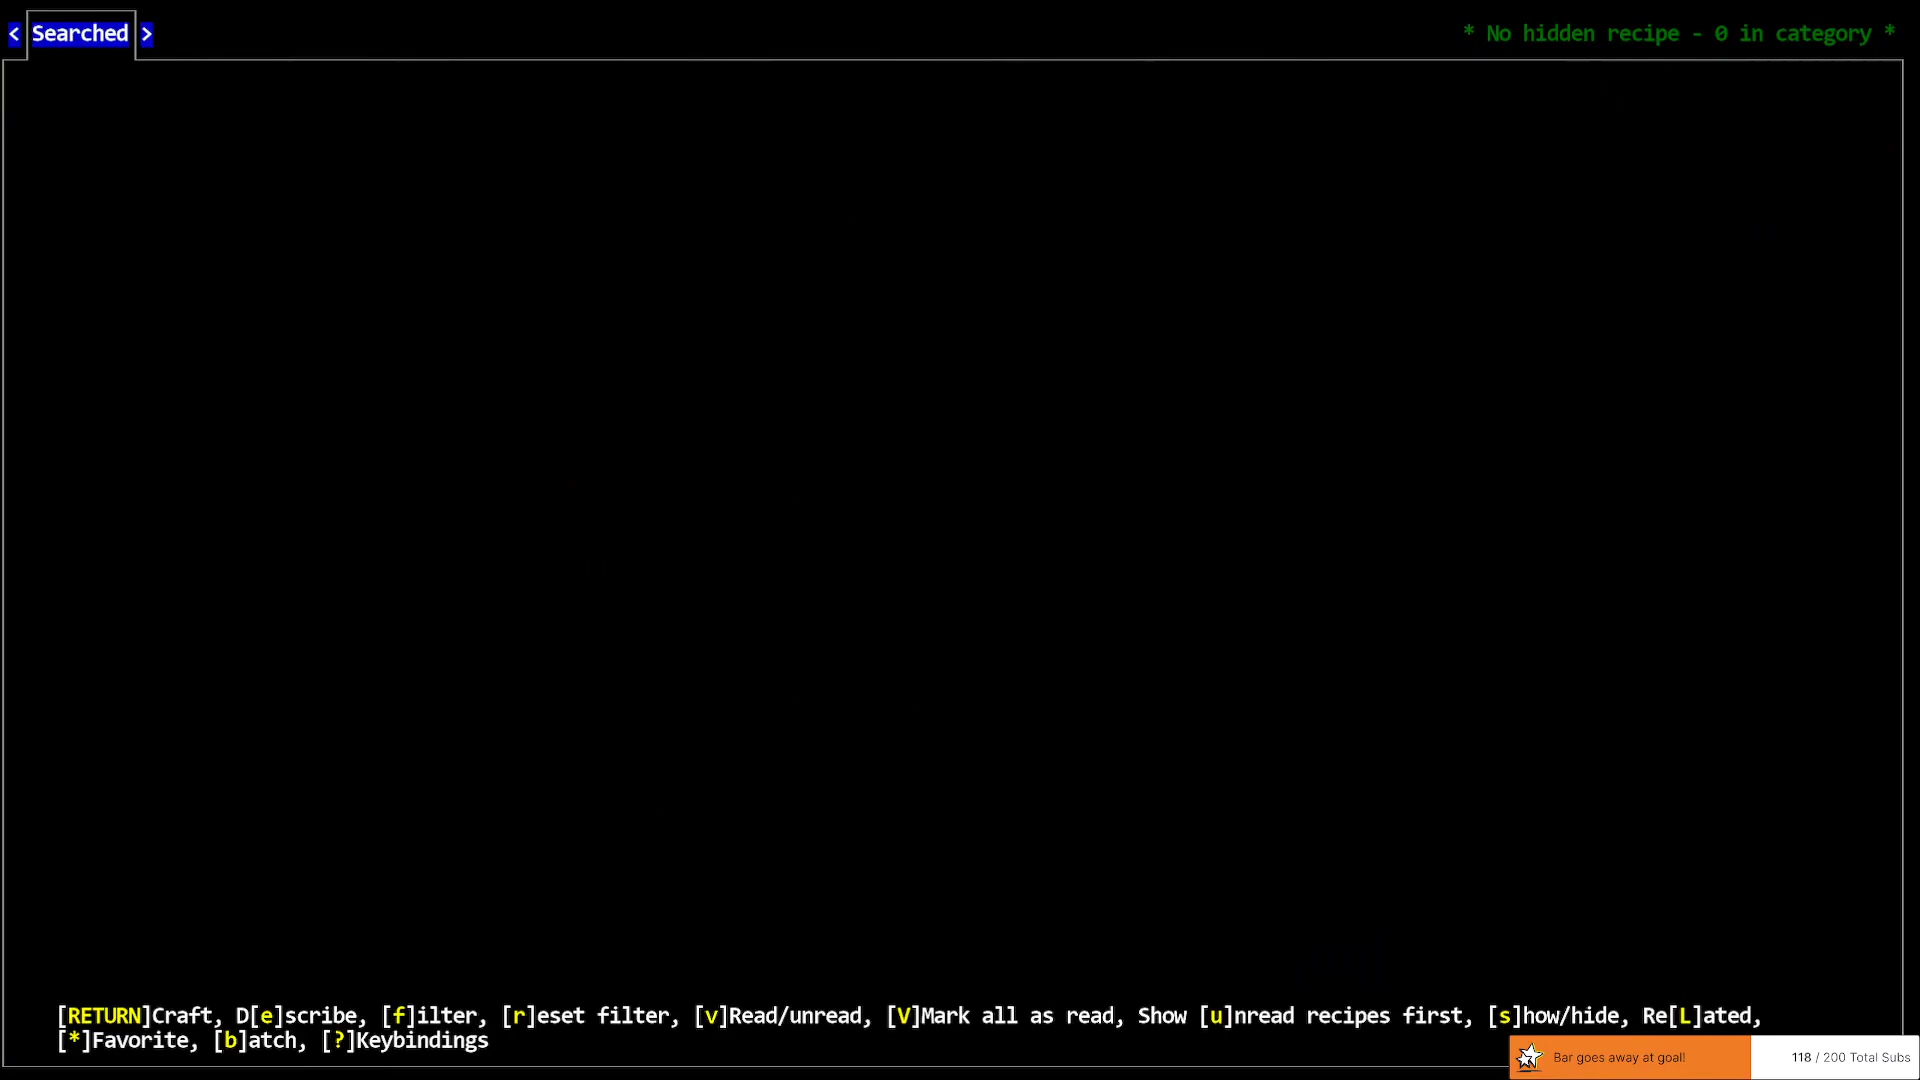 < Searched >
* No hidden recipe - 0 in category *
[RETURN]Craft, D[e]scribe, [f]ilter, [r]eset filter, [v]Read/unread, [V]Mark all as read, Show [u]nread recipes first, [s]how/hide, Re[L]ated,
[*]Favorite, [b]atch, [?]Keybindings
Bar goes away at goal! 118 / 200 Total Subs